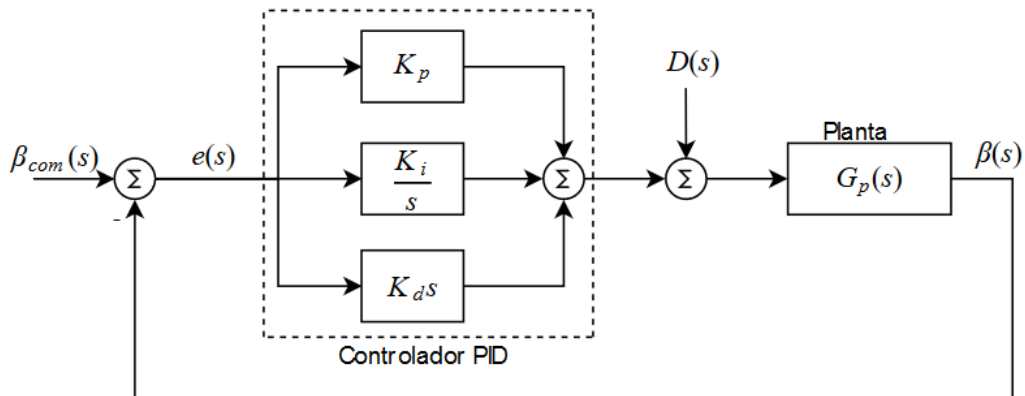 K_p
D(s)
Planta
β_com(s)
Σ
e(s)
K_i
s
Σ
Σ
G_p(s)
β(s)
-
K_d s
Controlador PID